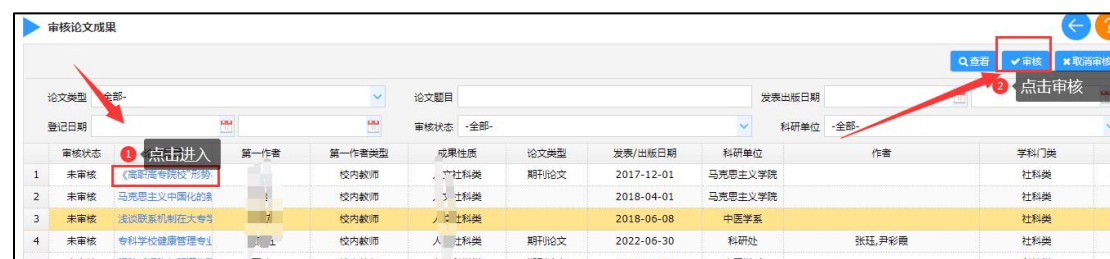 审核论文成果
查看 审核 取消审核
论文类型 全部- 论文题目 发表出版日期 2 点击审核
登记日期 审核状态 -全部- 科研单位 -全部-
审核状态 1 点击进入 第一作者 第一作者类型 成果性质 论文类型 发表/出版日期 科研单位 作者 学科门类
1 未审核 《高职高专院校"形势 校内教师 社科类 期刊论文 2017-12-01 马克思主义学院 社科类
2 未审核 马克思主义中国化的新 校内教师 社科类 2018-04-01 马克思主义学院 社科类
3 未审核 浅谈联系机制在大专学 校内教师 社科类 2018-06-08 中医学系 社科类
4 未审核 专科学校健康管理专业 校内教师 人 社科类 期刊论文 2022-06-30 科研处 张珏,尹彩霞 社科类